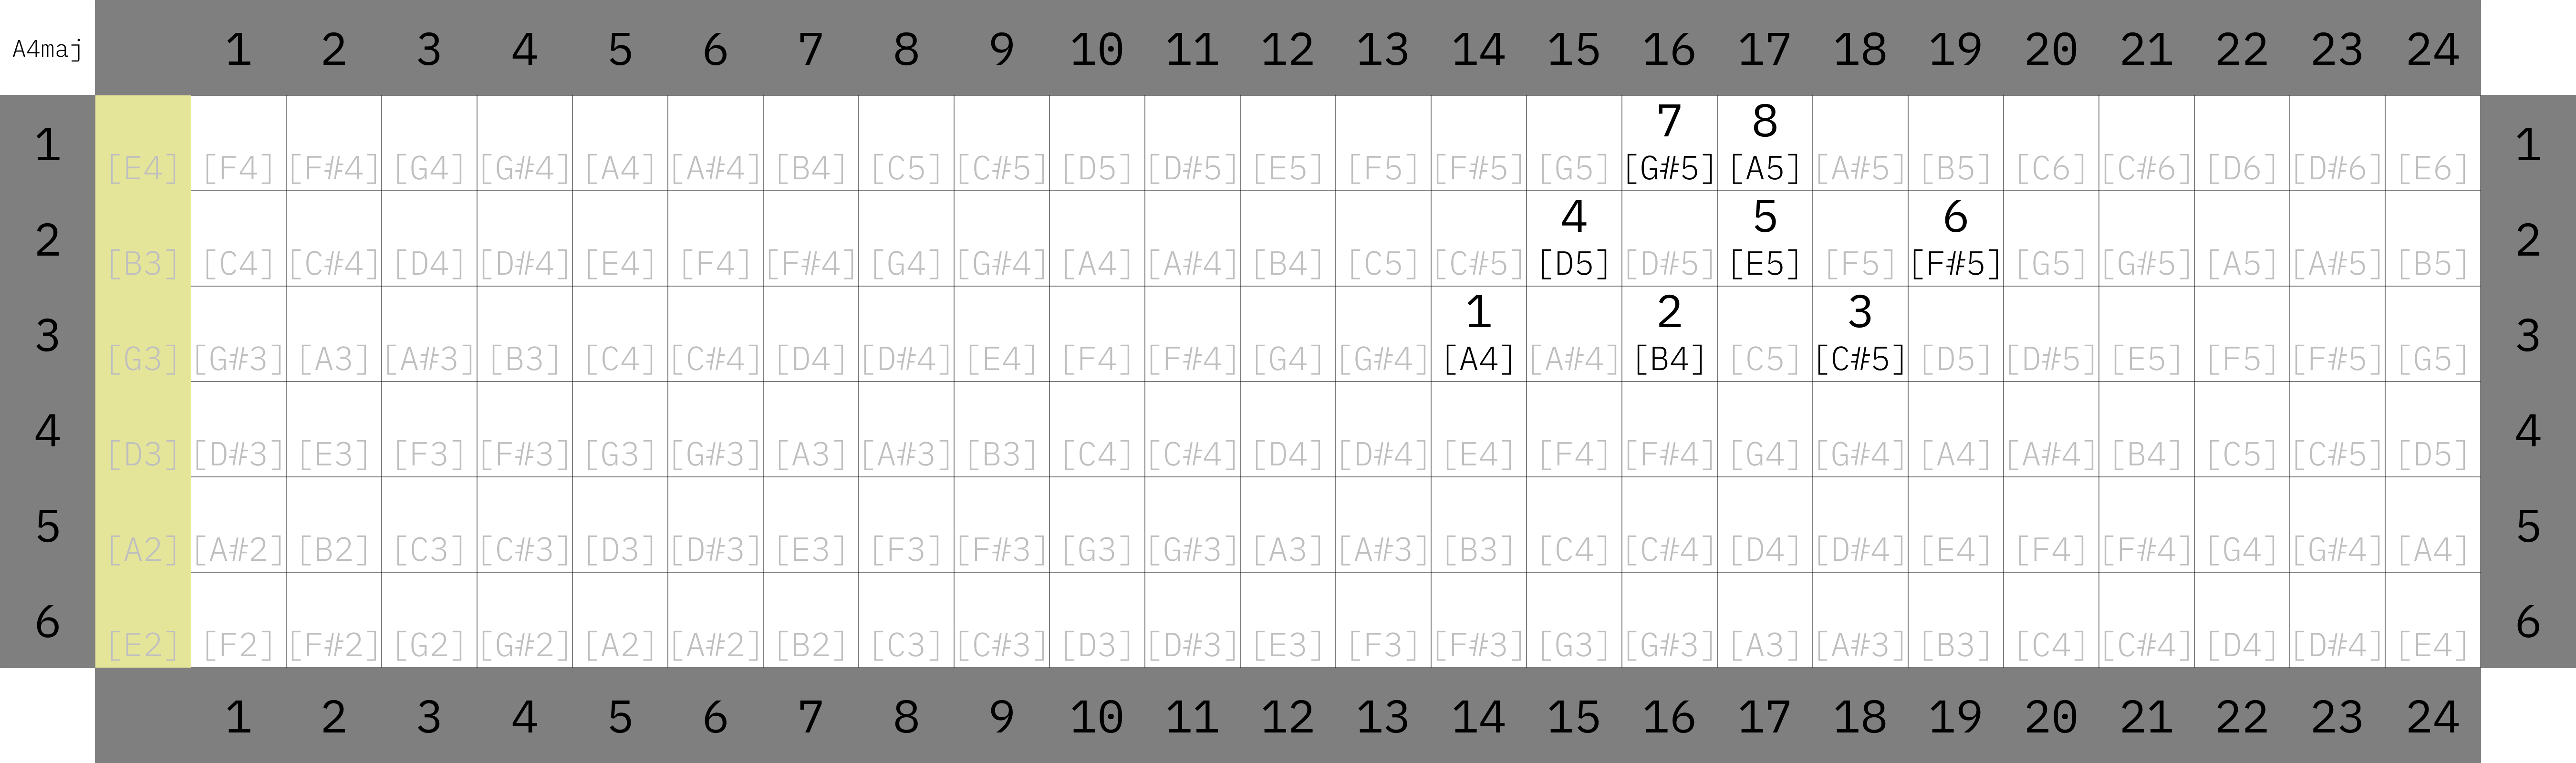 A4maj 1 2 3 4 5 6 7 8 9 10 11 12 13 14 15 16 17 18 19 20 21 22 23 24
7 8
1 [E4] [F4] [F#4] [G4] [G#4] [A4] [A#4] [B4] [C5] [C#5] [D5] [D#5] [E5] [F5] [F#5] [G5] [G#5] [A5] [A#5] [B5] [C6] [C#6] [D6] [D#6] [E6] 1
4 5 6
2 [B3] [C4] [C#4] [D4] [D#4] [E4] [F4] [F#4] [G4] [G#4] [A4] [A#4] [B4] [C5] [C#5] [D5] [D#5] [E5] [F5] [F#5] [G5] [G#5] [A5] [A#5] [B5] 2
1 2 3
3 [G3] [G#3] [A3] [A#3] [B3] [C4] [C#4] [D4] [D#4] [E4] [F4] [F#4] [G4] [G#4] [A4] [A#4] [B4] [C5] [C#5] [D5] [D#5] [E5] [F5] [F#5] [G5] 3
4 [D3] [D#3] [E3] [F3] [F#3] [G3] [G#3] [A3] [A#3] [B3] [C4] [C#4] [D4] [D#4] [E4] [F4] [F#4] [G4] [G#4] [A4] [A#4] [B4] [C5] [C#5] [D5] 4
5 [A2] [A#2] [B2] [C3] [C#3] [D3] [D#3] [E3] [F3] [F#3] [G3] [G#3] [A3] [A#3] [B3] [C4] [C#4] [D4] [D#4] [E4] [F4] [F#4] [G4] [G#4] [A4] 5
6 [E2] [F2] [F#2] [G2] [G#2] [A2] [A#2] [B2] [C3] [C#3] [D3] [D#3] [E3] [F3] [F#3] [G3] [G#3] [A3] [A#3] [B3] [C4] [C#4] [D4] [D#4] [E4] 6
1 2 3 4 5 6 7 8 9 10 11 12 13 14 15 16 17 18 19 20 21 22 23 24